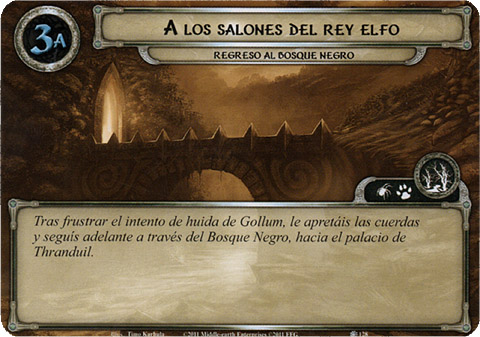 3A
A LOS SALONES DEL REY ELFO
REGRESO AL BOSQUE NEGRO
Tras frustrar el intento de huida de Gollum, le apretáis las cuerdas
y seguís adelante a través del Bosque Negro, hacia el palacio de
Thranduil.
Timo Karhula ©2011 Middle-earth Enterprises ©2011 FFG 128